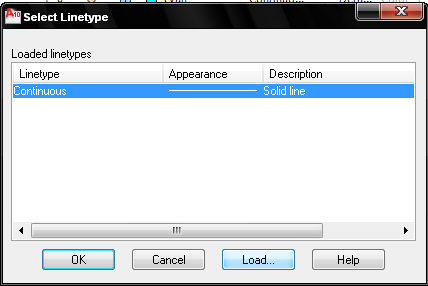 Select Linetype
Loaded linetypes
Linetype Appearance Description
Continuous Solid line
OK Cancel Load... Help